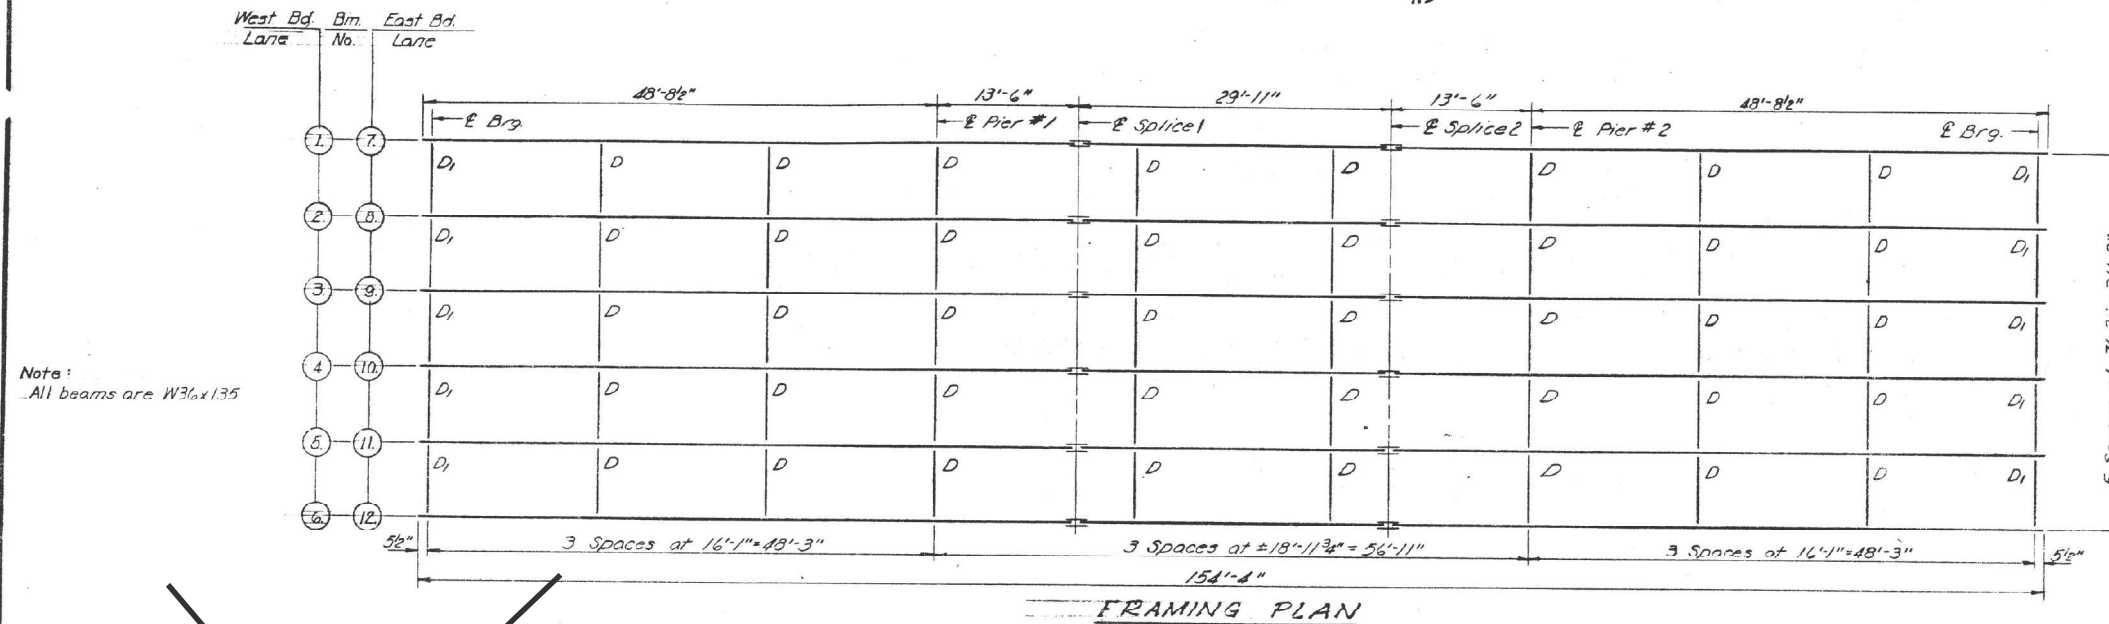 West Bd. Bm. East Bd.
Lane No. Lane
48'-8½" 13'-6" 29'-11" 13'-6" 48'-8½"
℄ Brg. ℄ Pier #1 ℄ Splice 1 ℄ Splice 2 ℄ Pier #2 ℄ Brg.
1. 7.
D₁ D D D D D D D D D₁
2. 8.
D₁ D D D D D D D D D₁
3. 9.
D₁ D D D D D D D D D₁
Note:
All beams are W36x135
4 10.
D₁ D D D D D D D D D₁
5. 11.
D₁ D D D D D D D D D₁
6. 12.
5½" 3 Spaces at 16'-1"=48'-3" 3 Spaces at ±18'-11¾" = 56'-11" 3 Spaces at 16'-1"=48'-3" 5½"
154'-4"
FRAMING PLAN